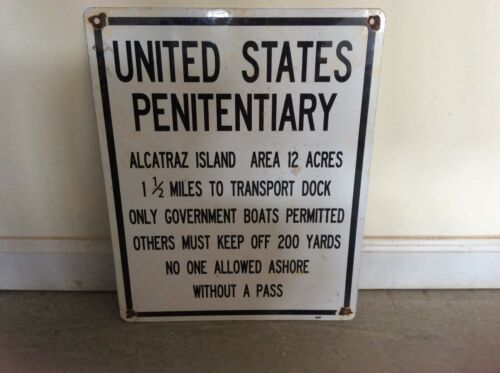 UNITED STATES
PENITENTIARY
ALCATRAZ ISLAND AREA 12 ACRES
1 ½ MILES TO TRANSPORT DOCK
ONLY GOVERNMENT BOATS PERMITTED
OTHERS MUST KEEP OFF 200 YARDS
NO ONE ALLOWED ASHORE
WITHOUT A PASS